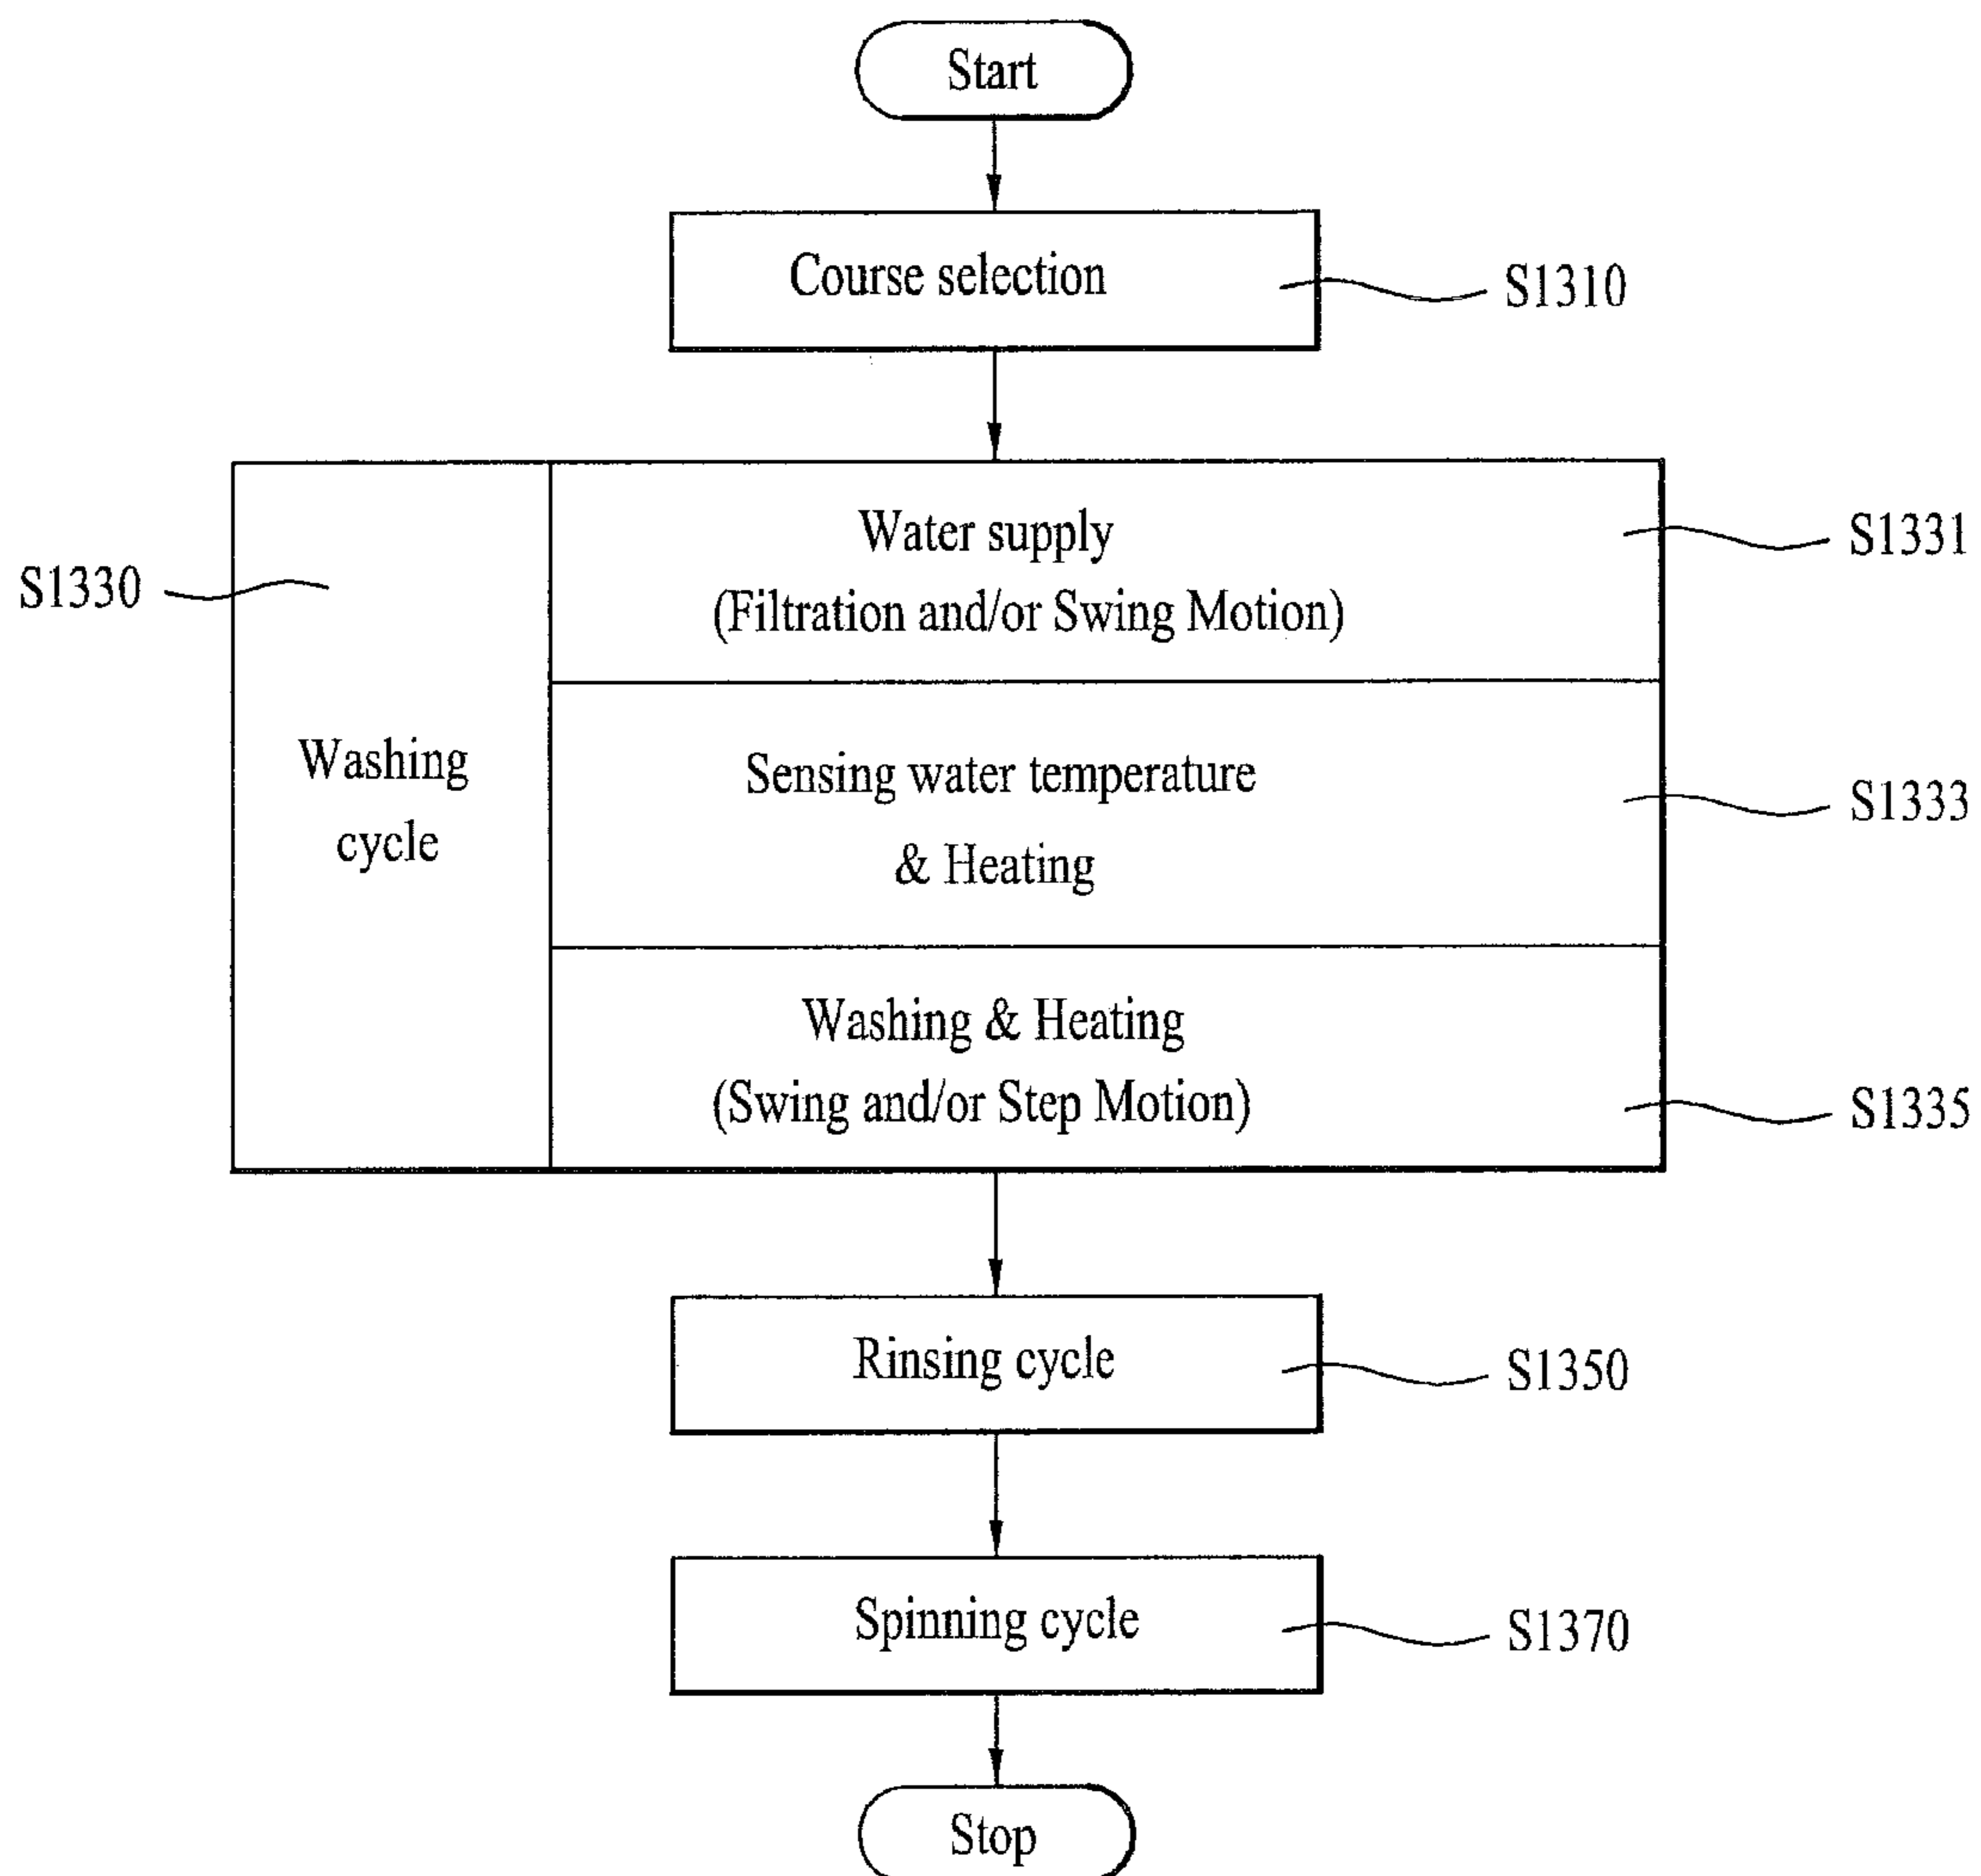 Start
Course selection
S1310
Water supply
(Filtration and/or Swing Motion)
S1331
S1330
Washing
cycle
Sensing water temperature
& Heating
S1333
Washing & Heating
(Swing and/or Step Motion)
S1335
Rinsing cycle
S1350
Spinning cycle
S1370
Stop